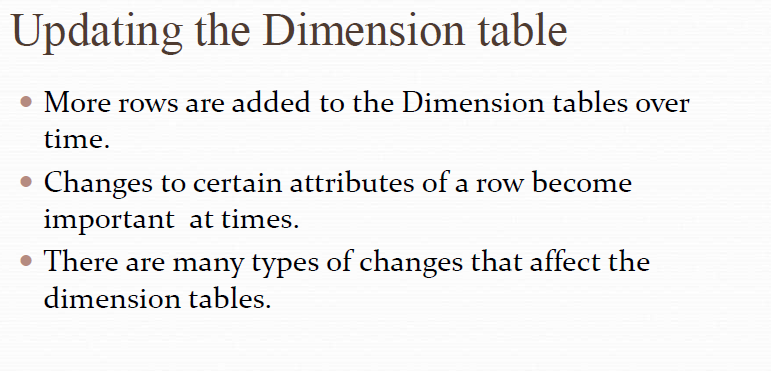 Updating the Dimension table
• More rows are added to the Dimension tables over
time.
• Changes to certain attributes of a row become
important  at times.
• There are many types of changes that affect the
dimension tables.